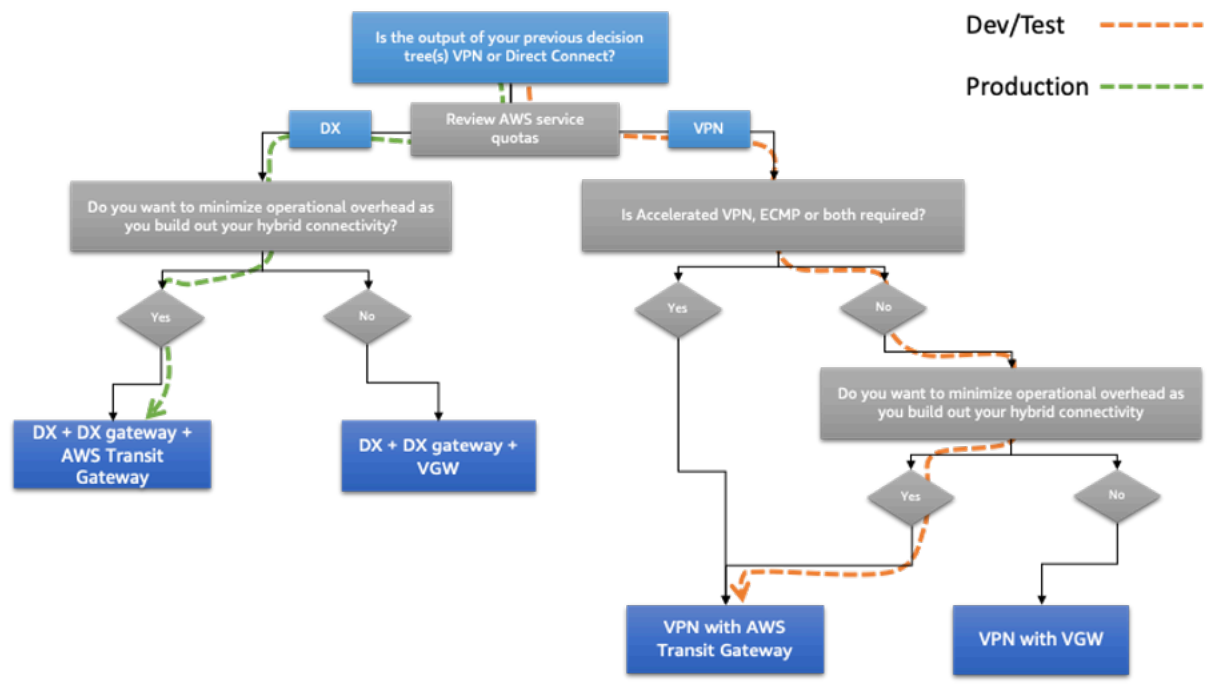 Dev/Test
Production
Is the output of your previous decision
tree(s) VPN or Direct Connect?
DX
Review AWS service
quotas
VPN
Do you want to minimize operational overhead as
you build out your hybrid connectivity?
Is Accelerated VPN, ECMP or both required?
Yes
No
Yes
No
Do you want to minimize operational overhead as
you build out your hybrid connectivity
DX + DX gateway +
AWS Transit
Gateway
DX + DX gateway +
VGW
Yes
No
VPN with AWS
Transit Gateway
VPN with VGW